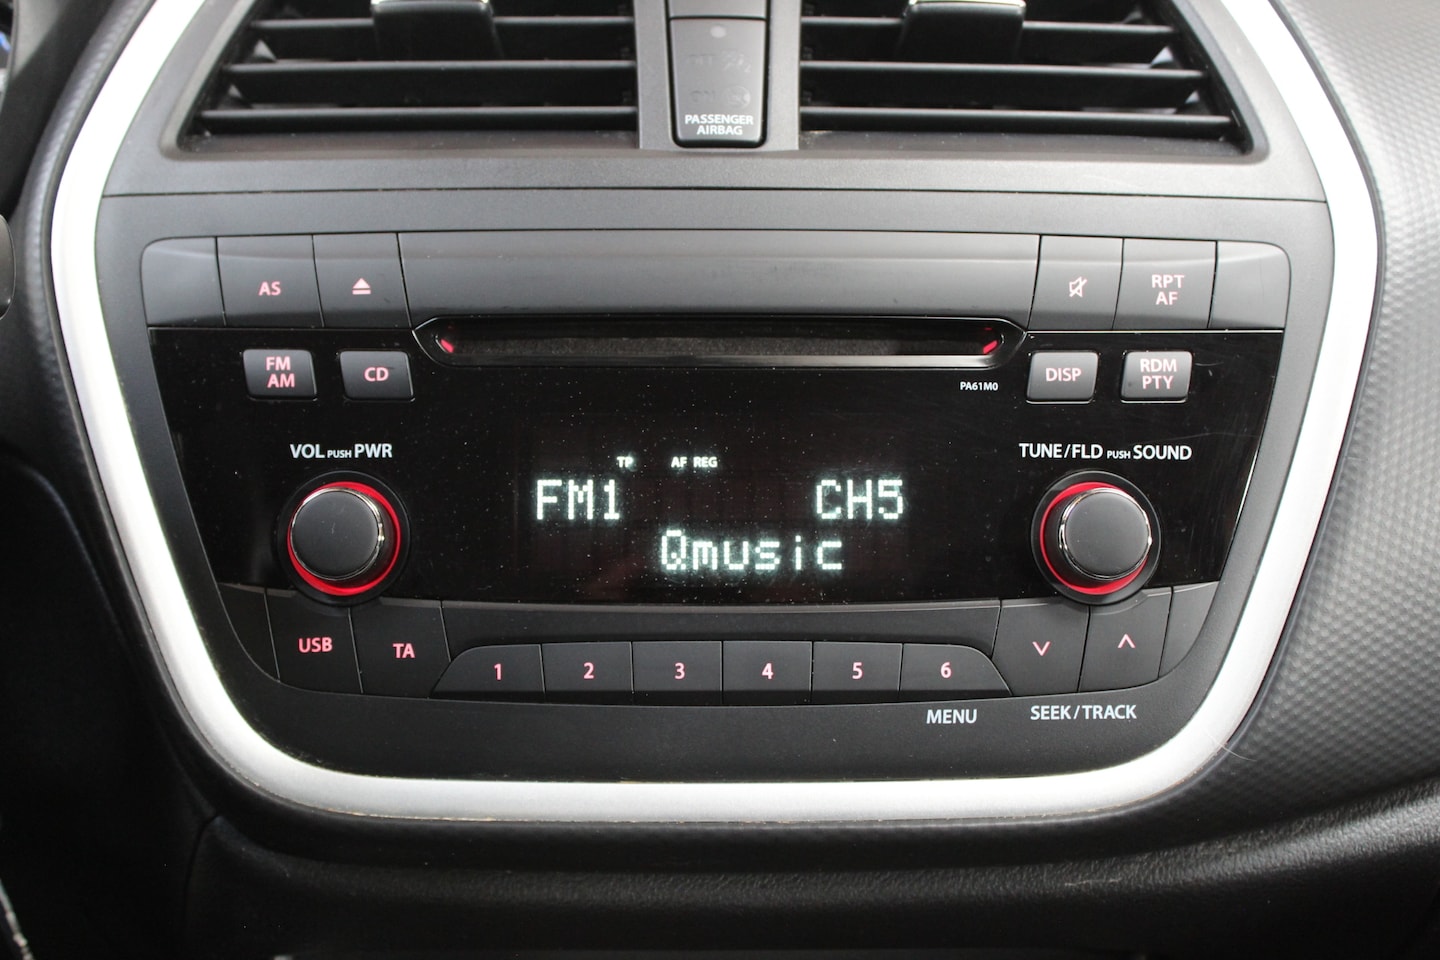 PASSENGER
AIRBAG
AS
RPT
AF
FM
AM
CD
DISP
RDM
PTY
PA61M0
VOL PUSH PWR
TUNE/FLD PUSH SOUND
TP AF REG
FM1 CH5
Qmusic
USB TA
1 2 3 4 5 6
MENU
SEEK/TRACK